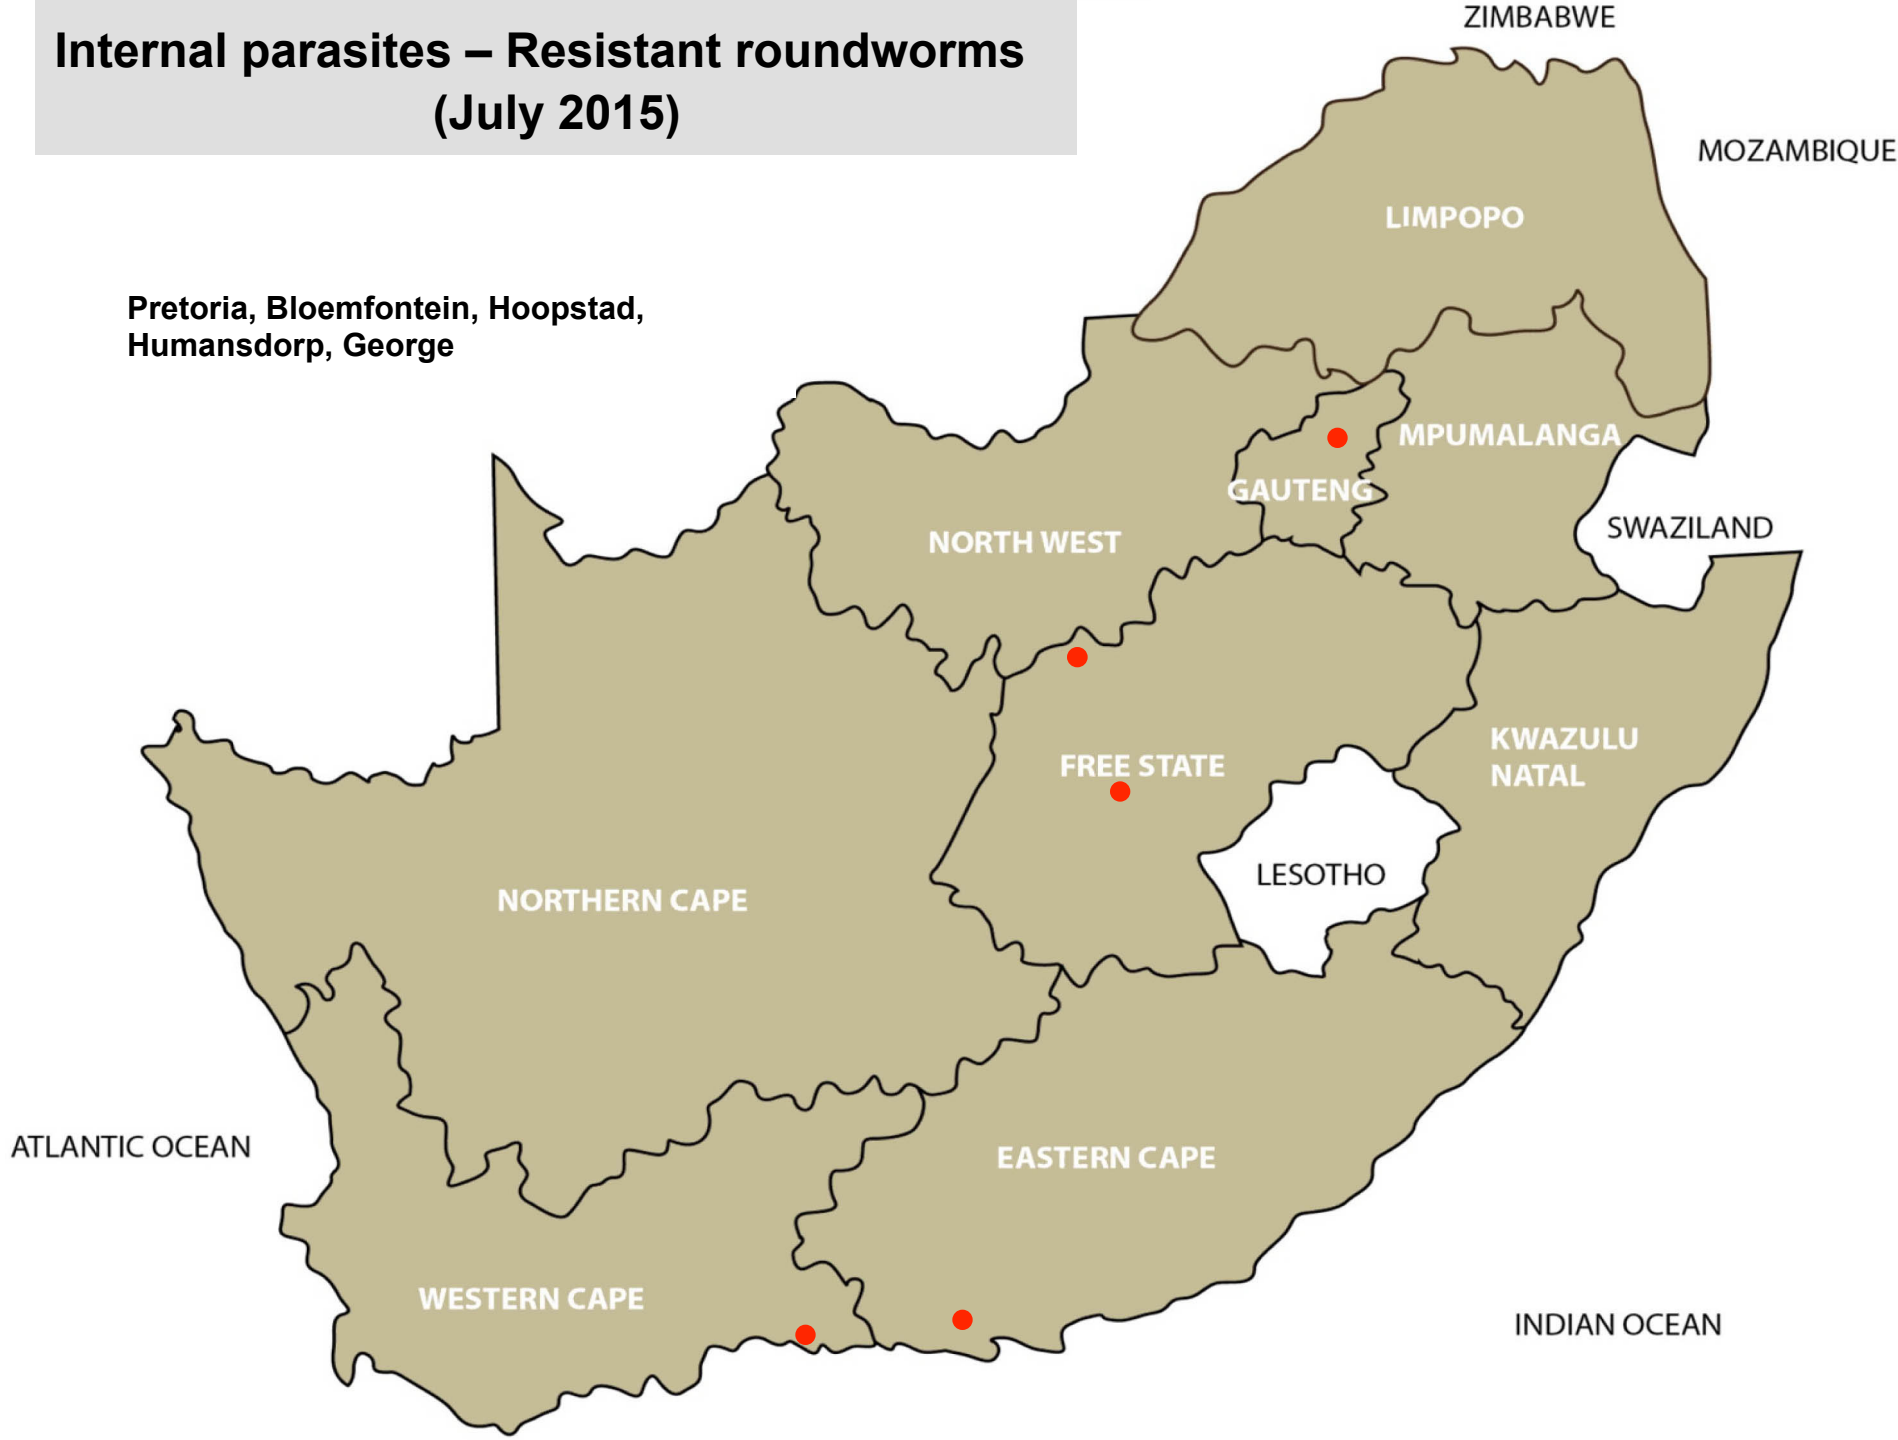 Internal parasites – Resistant roundworms
(July 2015)
ZIMBABWE
MOZAMBIQUE
LIMPOPO
Pretoria, Bloemfontein, Hoopstad,
Humansdorp, George
MPUMALANGA
GAUTENG
NORTH WEST
SWAZILAND
FREE STATE
KWAZULU
NATAL
LESOTHO
NORTHERN CAPE
ATLANTIC OCEAN
EASTERN CAPE
WESTERN CAPE
INDIAN OCEAN